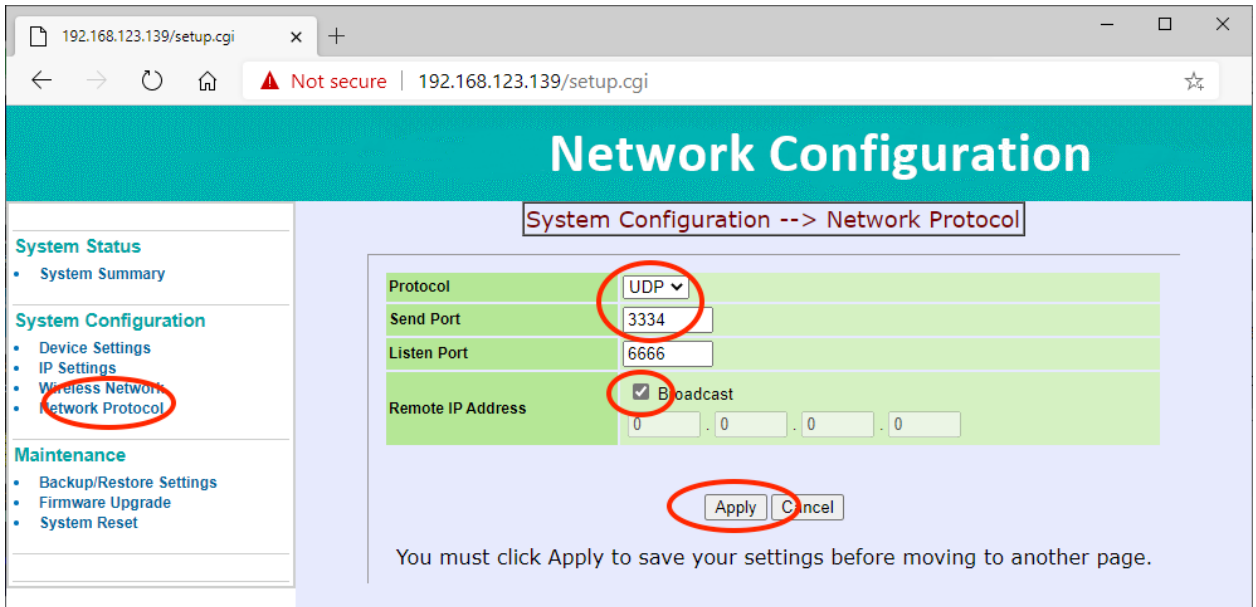 192.168.123.139/setup.cgi
Not secure | 192.168.123.139/setup.cgi
Network Configuration
System Configuration --> Network Protocol
System Status
• System Summary
System Configuration
• Device Settings
• IP Settings
• Wireless Network
• Network Protocol
Maintenance
• Backup/Restore Settings
• Firmware Upgrade
• System Reset
Protocol UDP
Send Port 3334
Listen Port 6666
Broadcast
Remote IP Address
0 . 0 . 0 . 0
Apply Cancel
You must click Apply to save your settings before moving to another page.